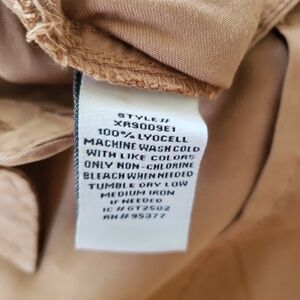 STYLE#
XR9009E1
100% LYOCELL
MACHINE WASH COLD
WITH LIKE COLORS
ONLY NON-CHLORINE
BLEACH WHEN NEEDED
TUMBLE DRY LOW
MEDIUM IRON
IF NEEDED
IC#GT2502
RN#95377